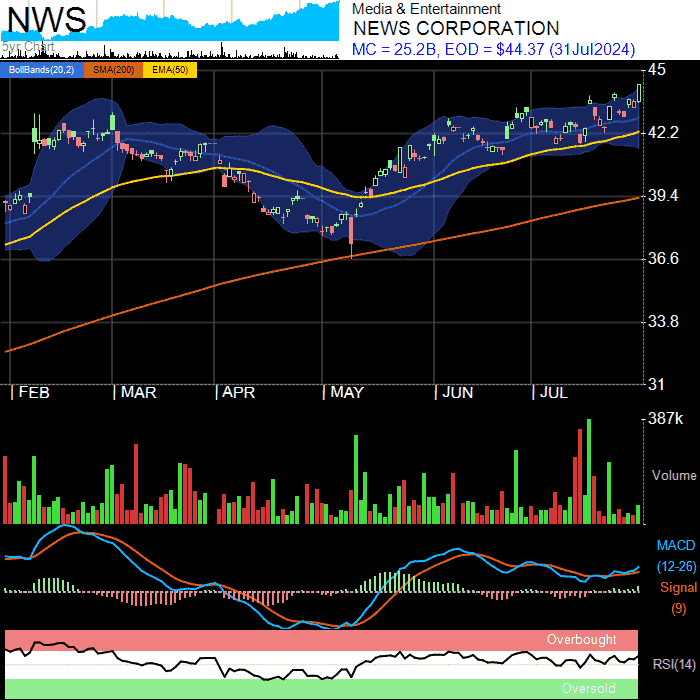 NWS
5yr Chart
Media & Entertainment
NEWS CORPORATION
MC = 25.2B, EOD = $44.37 (31Jul2024)
BollBands(20,2) SMA(200) EMA(50)
45
42.2
39.4
36.6
33.8
31
FEB MAR APR MAY JUN JUL
387k
Volume
MACD
(12-26)
Signal
(9)
Overbought
RSI(14)
Oversold